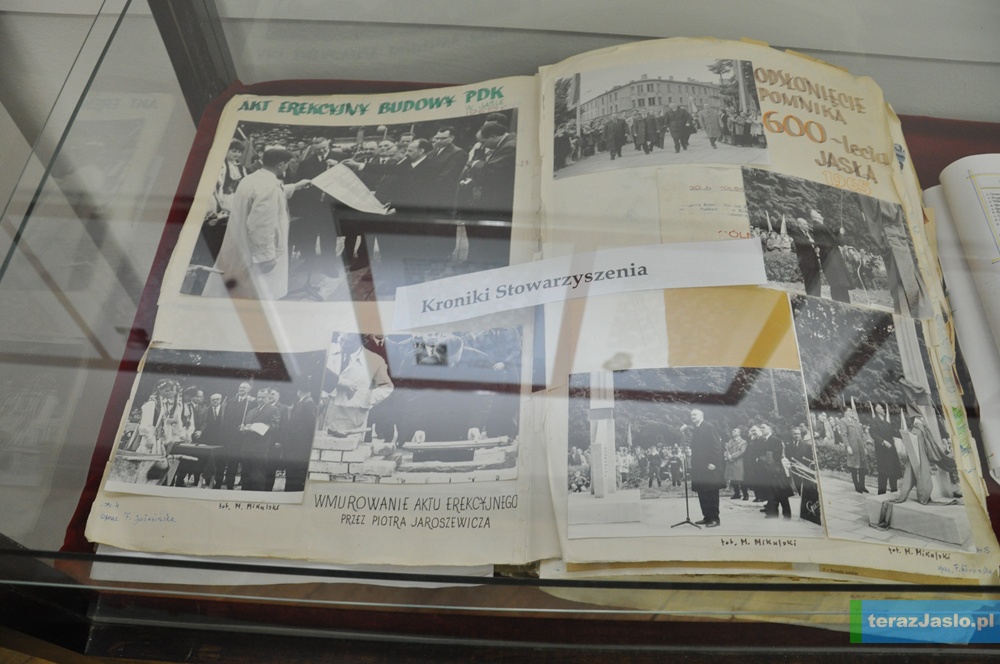 AKT EREKCYJNY BUDOWY PDK
WMUROWANIE AKTU EREKCYJNEGO
PRZEZ PIOTRA JAROSZEWICZA
fot. M. Mikulski
ODSŁONIĘCIE
POMNIKA
600-lecia
JASŁA
Kroniki Stowarzyszenia
fot. M. Mikulski
fot. M. Mikulski
terazJaslo.pl